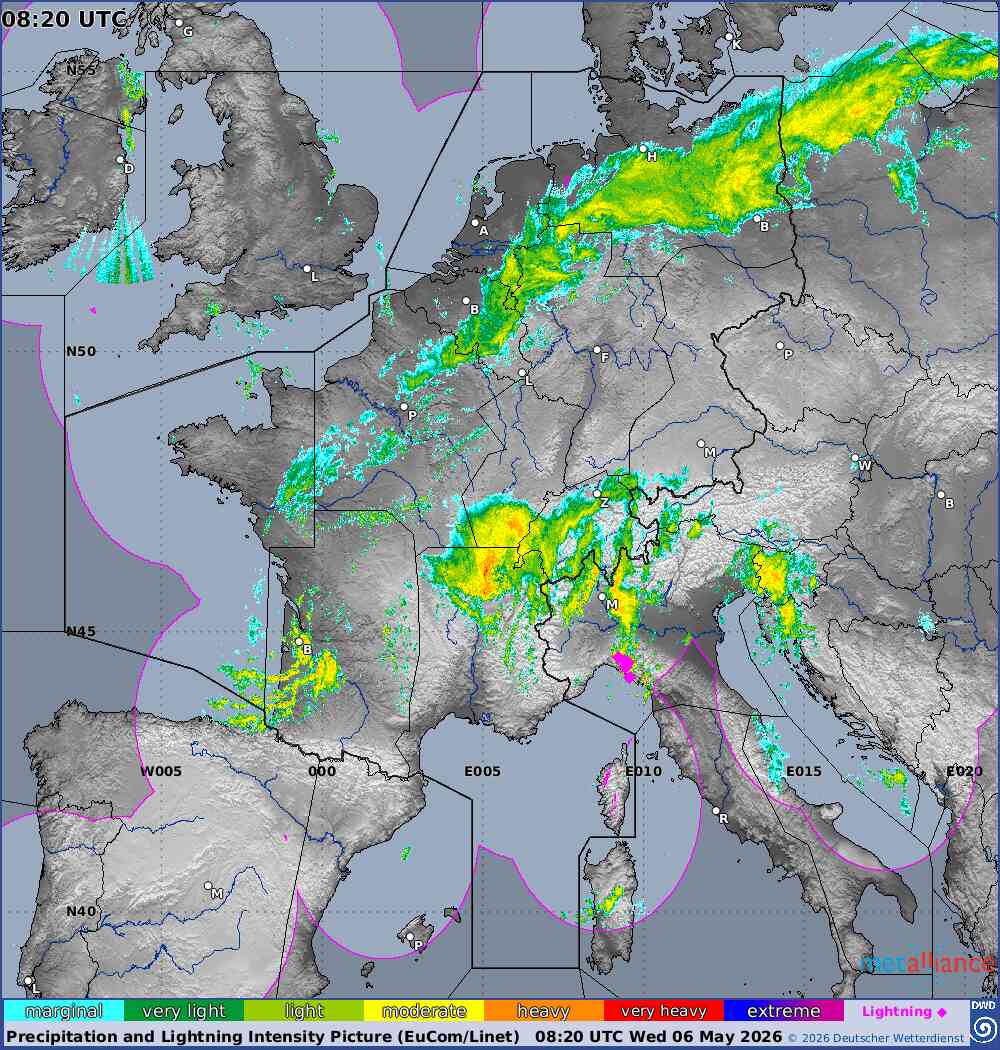 08:20 UTC
G
K
N55
H
D
A
B
L
B
N50
F
P
L
P
M
W
Z
B
M
N45
B
B
W005
000
E005
E010
E015
E020
R
M
N40
P
L
metalliance
marginal
very light
light
moderate
heavy
very heavy
extreme
Lightning ◆
DWD
Precipitation and Lightning Intensity Picture (EuCom/Linet) 08:20 UTC Wed 06 May 2026 © 2026 Deutscher Wetterdienst